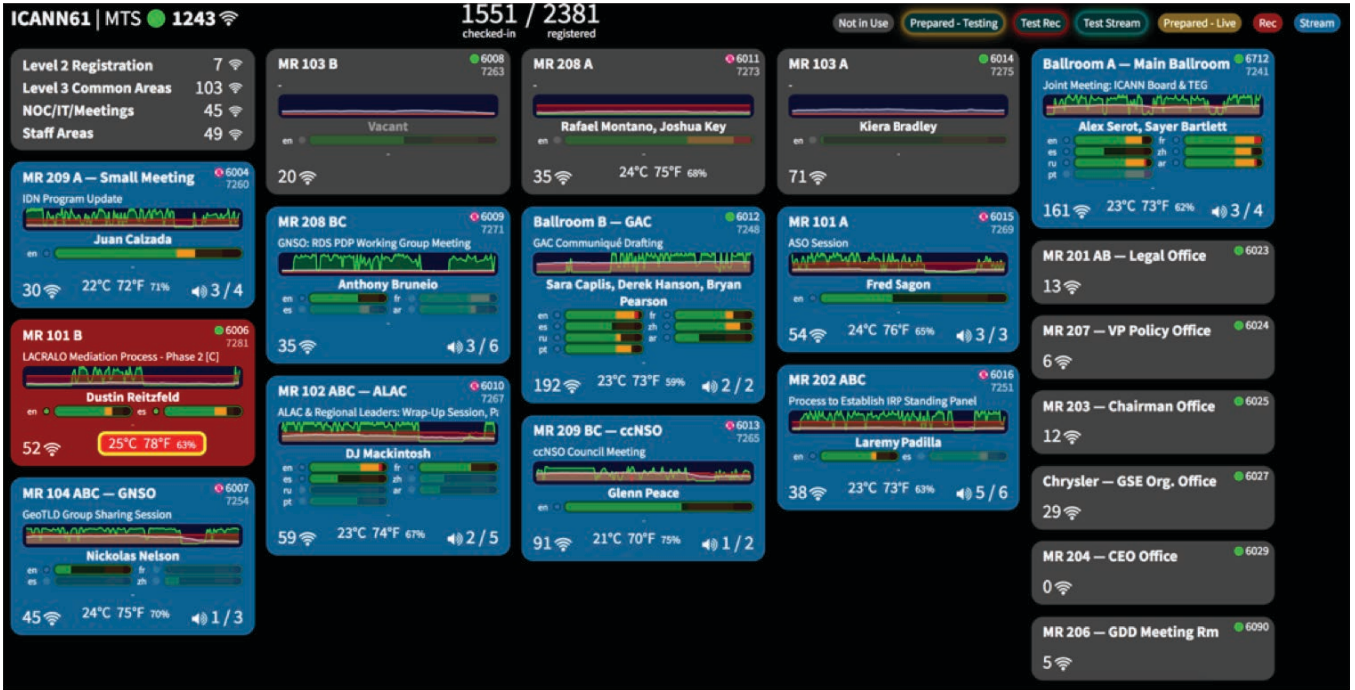 ICANN61 | MTS 1243
1551 / 2381
checked-in registered
Not in Use
Prepared - Testing
Test Rec
Test Stream
Prepared - Live
Rec
Stream
Level 2 Registration 7
Level 3 Common Areas 103
NOC/IT/Meetings 45
Staff Areas 49
MR 209 A — Small Meeting 6004
7260
IDN Program Update
Juan Calzada
en
-
30 22°C 72°F 71% 3 / 4
MR 101 B 6006
7281
LACRALO Mediation Process - Phase 2 [C]
Dustin Reitzfeld
en es
-
52 25°C 78°F 63%
MR 104 ABC — GNSO 6007
7254
GeoTLD Group Sharing Session
Nickolas Nelson
en fr
es zh
-
45 24°C 75°F 70% 1 / 3
MR 103 B 6008
7263
-
Vacant
en
-
20
MR 208 BC 6009
7271
GNSO: RDS PDP Working Group Meeting
Anthony Bruneio
en fr
es ar
-
35 3 / 6
MR 102 ABC — ALAC 6010
7267
ALAC & Regional Leaders: Wrap-Up Session, Pa
DJ Mackintosh
en fr
es zh
ru ar
pt
-
59 23°C 74°F 67% 2 / 5
MR 208 A 6011
7273
-
Rafael Montano, Joshua Key
en
-
35 24°C 75°F 68%
Ballroom B — GAC 6012
7248
GAC Communiqué Drafting
Sara Caplis, Derek Hanson, Bryan
Pearson
en fr
es zh
ru ar
pt
-
192 23°C 73°F 59% 2 / 2
MR 209 BC — ccNSO 6013
7265
ccNSO Council Meeting
Glenn Peace
en
-
91 21°C 70°F 75% 1 / 2
MR 103 A 6014
7275
-
Kiera Bradley
en
-
71
MR 101 A 6015
7269
ASO Session
Fred Sagon
en
-
54 24°C 76°F 65% 3 / 3
MR 202 ABC 6016
7251
Process to Establish IRP Standing Panel
Laremy Padilla
en es
-
38 23°C 73°F 63% 5 / 6
Ballroom A — Main Ballroom 6712
7241
Joint Meeting: ICANN Board & TEG
Alex Serot, Sayer Bartlett
en fr
es zh
ru ar
pt
-
161 23°C 73°F 62% 3 / 4
MR 201 AB — Legal Office 6023
13
MR 207 — VP Policy Office 6024
6
MR 203 — Chairman Office 6025
12
Chrysler — GSE Org. Office 6027
29
MR 204 — CEO Office 6029
0
MR 206 — GDD Meeting Rm 6090
5